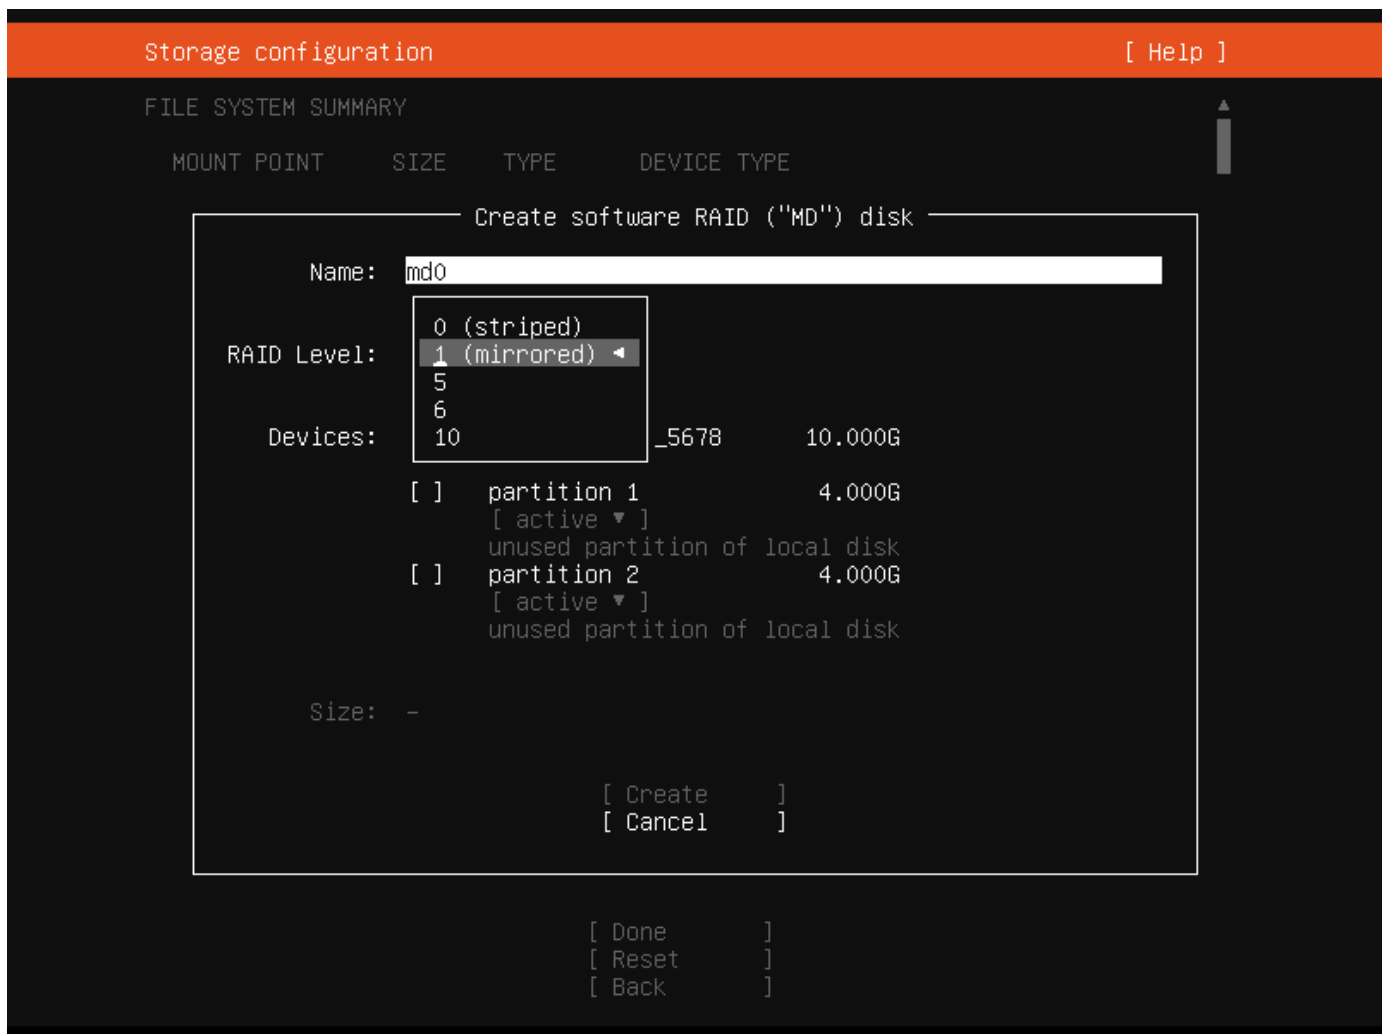 Storage configuration [ Help ]
FILE SYSTEM SUMMARY
MOUNT POINT SIZE TYPE DEVICE TYPE
Create software RAID ("MD") disk
Name: md0
0 (striped)
RAID Level: 1 (mirrored) ◂
5
6
Devices: 10 _5678 10.000G
[ ] partition 1 4.000G
[ active ▾ ]
unused partition of local disk
[ ] partition 2 4.000G
[ active ▾ ]
unused partition of local disk
Size: -
[ Create ]
[ Cancel ]
[ Done ]
[ Reset ]
[ Back ]